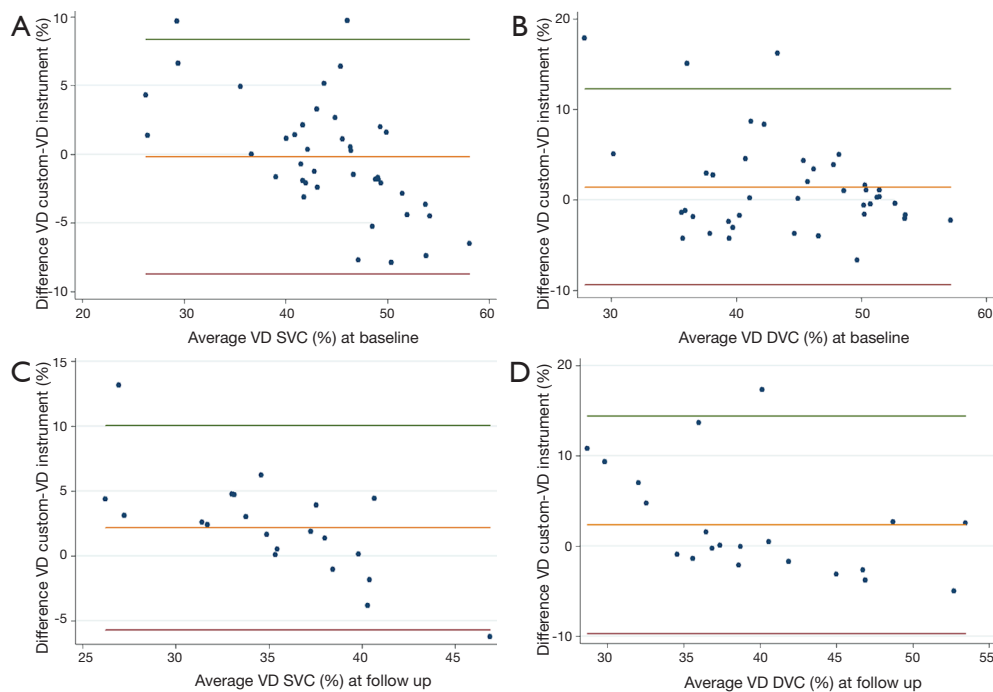 A
Difference VD custom-VD instrument (%)
10
5
0
-5
-10
20 30 40 50 60
Average VD SVC (%) at baseline
B
Difference VD custom-VD instrument (%)
20
10
0
-10
30 40 50 60
Average VD DVC (%) at baseline
C
Difference VD custom-VD instrument (%)
15
10
5
0
-5
25 30 35 40 45
Average VD SVC (%) at follow up
D
Difference VD custom-VD instrument (%)
20
10
0
-10
30 35 40 45 50 55
Average VD DVC (%) at follow up